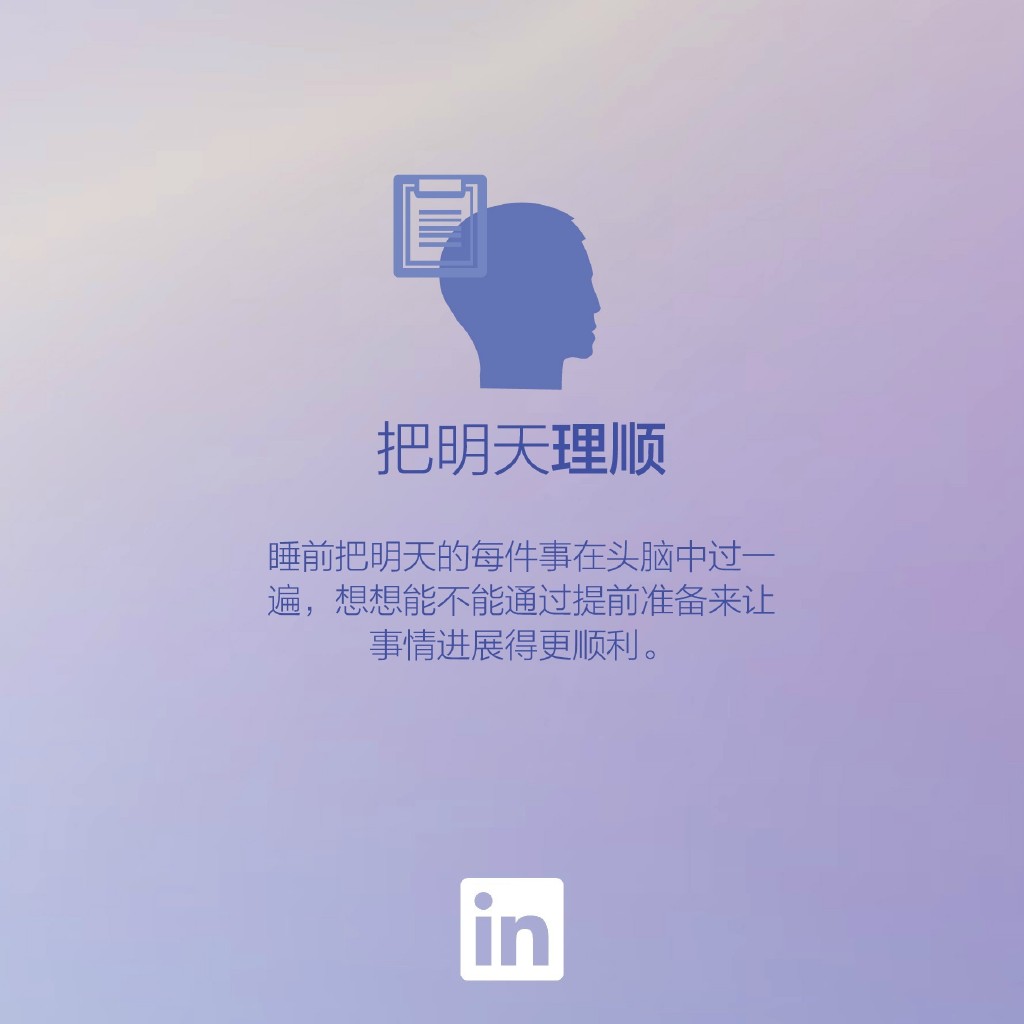 把明天理顺
睡前把明天的每件事在头脑中过一
遍，想想能不能通过提前准备来让
事情进展得更顺利。
in